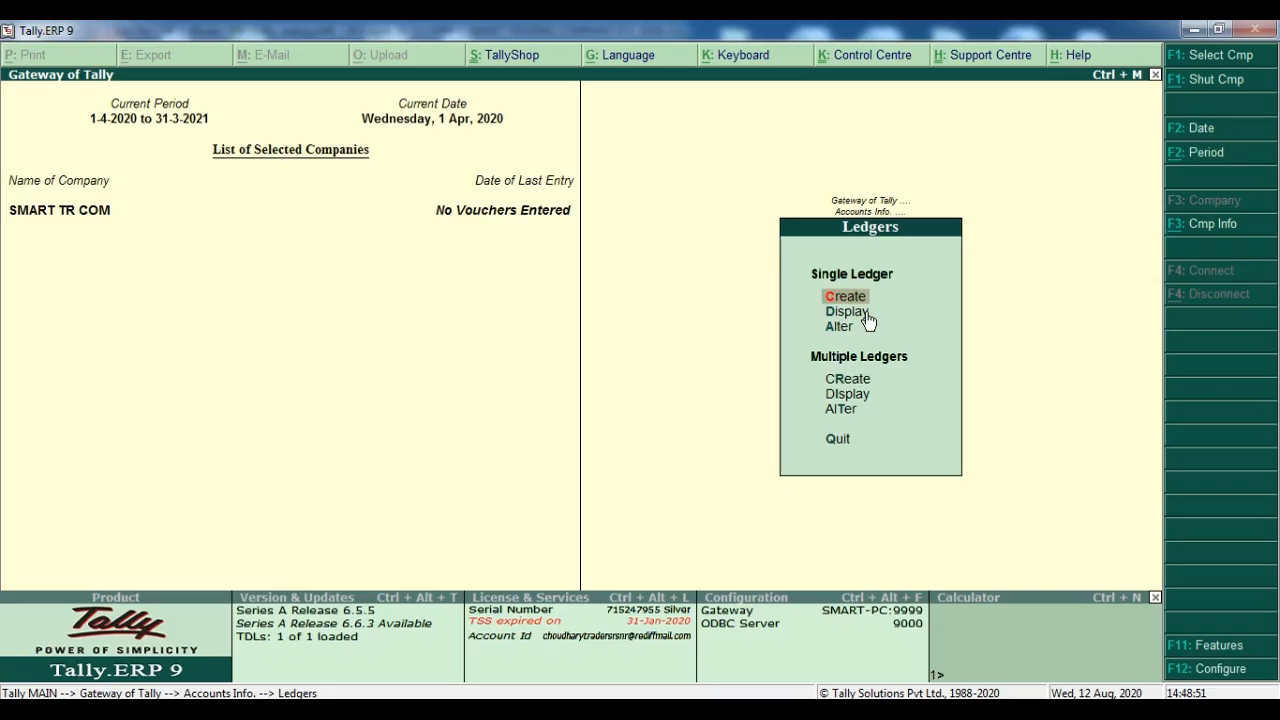 Tally.ERP 9
P: Print E: Export M: E-Mail O: Upload S: TallyShop G: Language K: Keyboard K: Control Centre H: Support Centre H: Help
F1: Select Cmp
Gateway of Tally Ctrl + M
F1: Shut Cmp
Current Period Current Date
1-4-2020 to 31-3-2021 Wednesday, 1 Apr, 2020
F2: Date
List of Selected Companies
F2: Period
Name of Company Date of Last Entry
SMART TR COM No Vouchers Entered
F3: Company
F3: Cmp Info
F4: Connect
F4: Disconnect
Gateway of Tally ....
Accounts Info. ....
Ledgers
Single Ledger
Create
Display
Alter
Multiple Ledgers
CReate
DIsplay
AlTer
Quit
Product
Tally
POWER OF SIMPLICITY
Tally.ERP 9
Version & Updates Ctrl + Alt + T
Series A Release 6.5.5
Series A Release 6.6.3 Available
TDLs: 1 of 1 loaded
License & Services Ctrl + Alt + L
Serial Number 715247955 Silver
TSS expired on 31-Jan-2020
Account Id choudharytradersrsnr@rediffmail.com
Configuration Ctrl + Alt + F
Gateway SMART-PC:9999
ODBC Server 9000
Calculator Ctrl + N
1>
F11: Features
F12: Configure
Tally MAIN --> Gateway of Tally --> Accounts Info. --> Ledgers © Tally Solutions Pvt Ltd., 1988-2020 Wed, 12 Aug, 2020 14:48:51